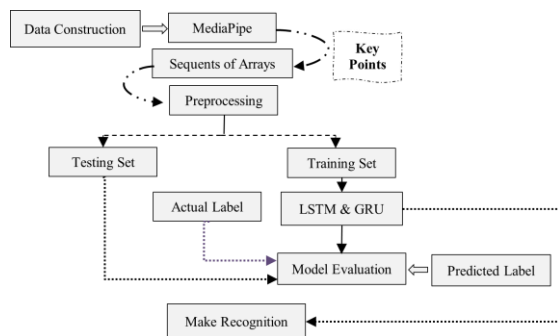 Data Construction
MediaPipe
Key
Points
Sequents of Arrays
Preprocessing
Testing Set
Training Set
Actual Label
LSTM & GRU
Model Evaluation
Predicted Label
Make Recognition